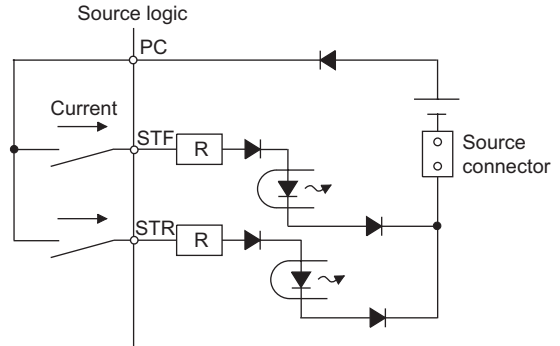 Source logic
PC
Current
STF
R
Source
connector
STR
R